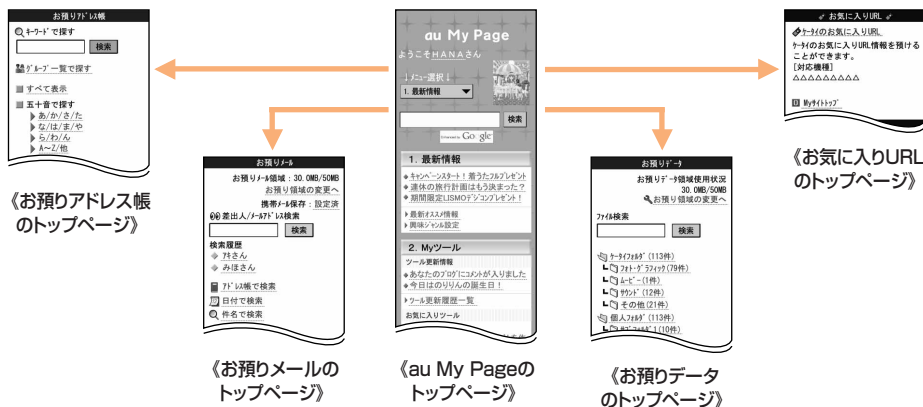 お預りアドレス帳
キーワードで探す
検索
グループ一覧で探す
すべて表示
五十音で探す
あ/か/さ/た
な/は/ま/や
ら/わ/ん
A〜Z/他
《お預りアドレス帳
のトップページ》
お預りメール
お預りメール領域：30.0MB/50MB
お預り領域の変更へ
携帯メール保存：設定済
差出人/メールアドレス検索
検索
検索履歴
アキさん
みほさん
アドレス帳で検索
日付で検索
件名で検索
《お預りメールの
トップページ》
au My Page
ようこそHANAさん
↓メニュー選択↓
1. 最新情報
検索
Google
1. 最新情報
キャンペーンスタート！着うたフルプレゼント
連休の旅行計画はもう決まった？
期間限定LISMOデジコンプレゼント！
最新オススメ情報
興味ジャンル設定
2. Myツール
ツール更新情報
あなたのブログにコメントが入りました
今日はのりりんの誕生日！
ツール更新履歴一覧
お気に入りツール
《au My Pageの
トップページ》
お預りデータ
お預りデータ領域使用状況
30.0MB/50MB
お預り領域の変更へ
ファイル検索
検索
ケータイフォルダ(113件)
フォト・グラフィック(79件)
ムービー(1件)
サウンド(12件)
その他(21件)
個人フォルダ(113件)
サブフォルダ1(10件)
《お預りデータ
のトップページ》
お気に入りURL
ケータイのお気に入りURL
ケータイのお気に入りURL情報を預ける
ことができます。
[対応機種]
△△△△△△△△△
0 Myサイトトップ
《お気に入りURL
のトップページ》